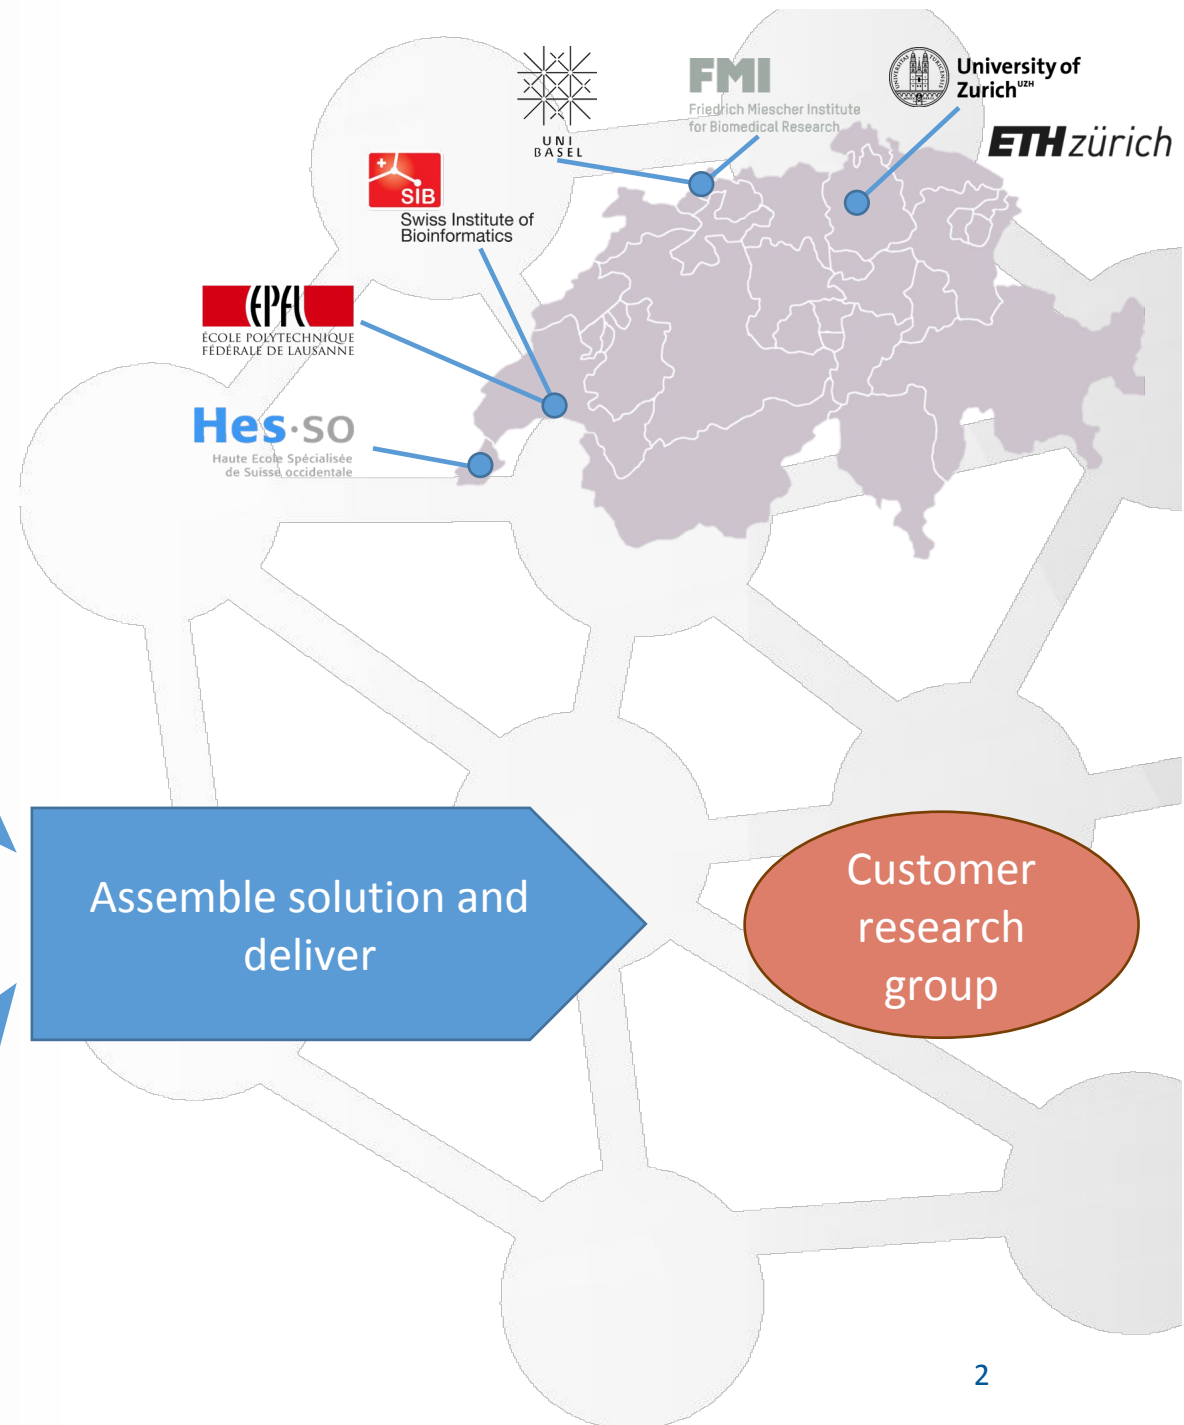 University of
Zurich UZH
FMI
Friedrich Miescher Institute
for Biomedical Research
UNI
BASEL
ETH zürich
SIB
Swiss Institute of
Bioinformatics
EPFL
ÉCOLE POLYTECHNIQUE
FÉDÉRALE DE LAUSANNE
Hes·so
Haute Ecole Spécialisée
de Suisse occidentale
Assemble solution and
deliver
Customer
research
group
2